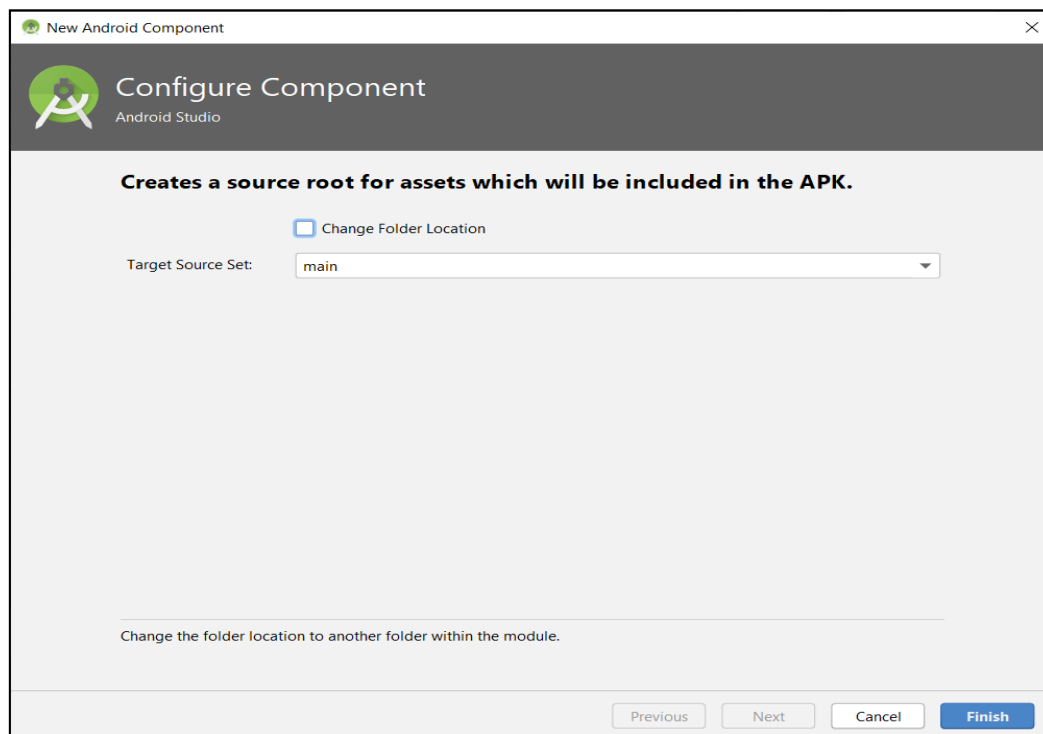 New Android Component
Configure Component
Android Studio
Creates a source root for assets which will be included in the APK.
Change Folder Location
Target Source Set:
main
Change the folder location to another folder within the module.
Previous
Next
Cancel
Finish